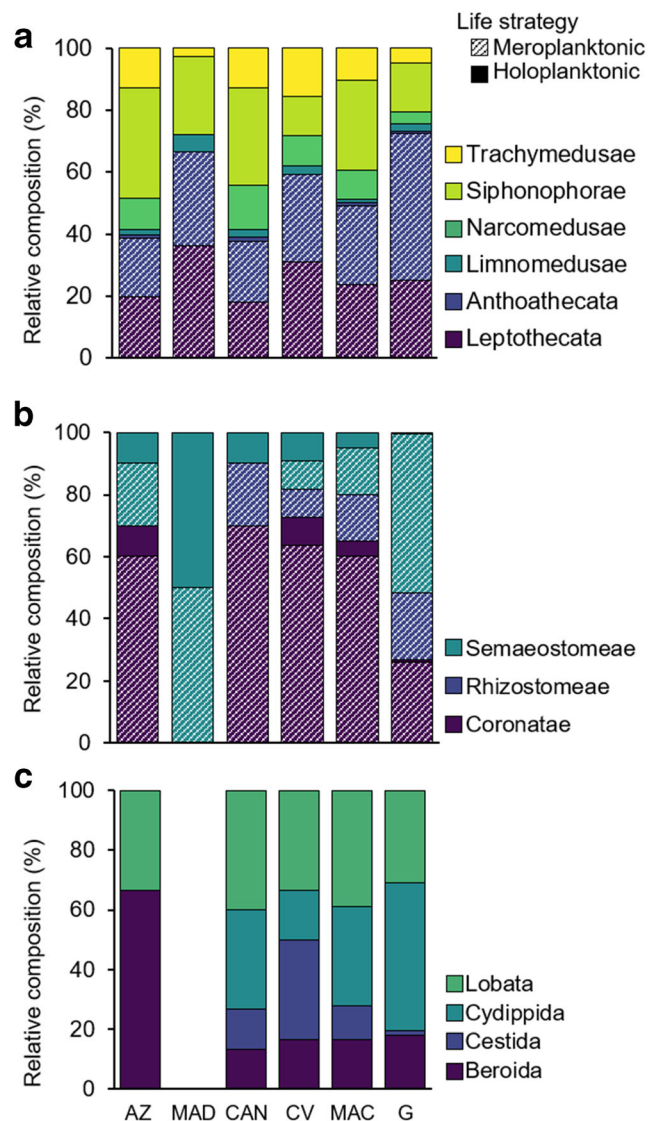 a
Life strategy
Meroplanktonic
Holoplanktonic
Relative composition (%)
100
80
60
40
20
0
Trachymedusae
Siphonophorae
Narcomedusae
Limnomedusae
Anthoathecata
Leptothecata
b
Relative composition (%)
100
80
60
40
20
0
Semaeostomeae
Rhizostomeae
Coronatae
c
Relative composition (%)
100
80
60
40
20
0
Lobata
Cydippida
Cestida
Beroida
AZ MAD CAN CV MAC G